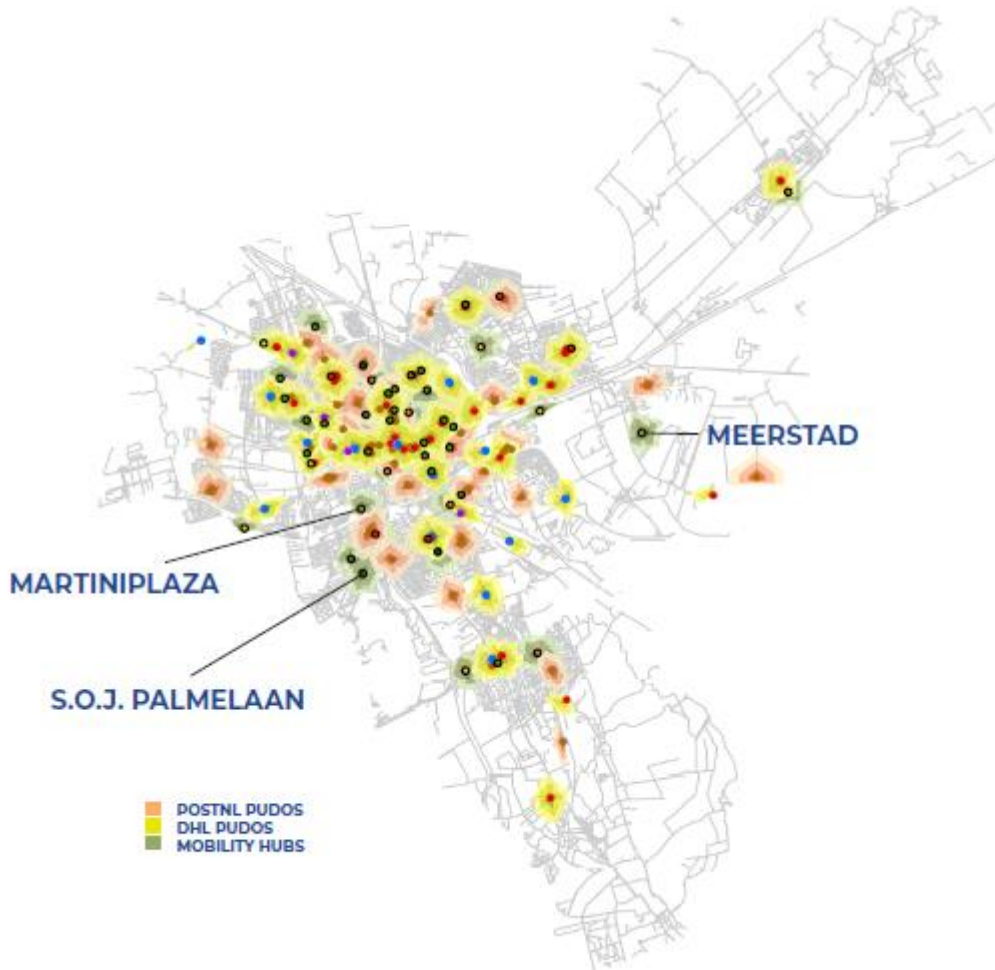 MEERSTAD
MARTINIPLAZA
S.O.J. PALMELAAN
POSTNL PUDOS
DHL PUDOS
MOBILITY HUBS